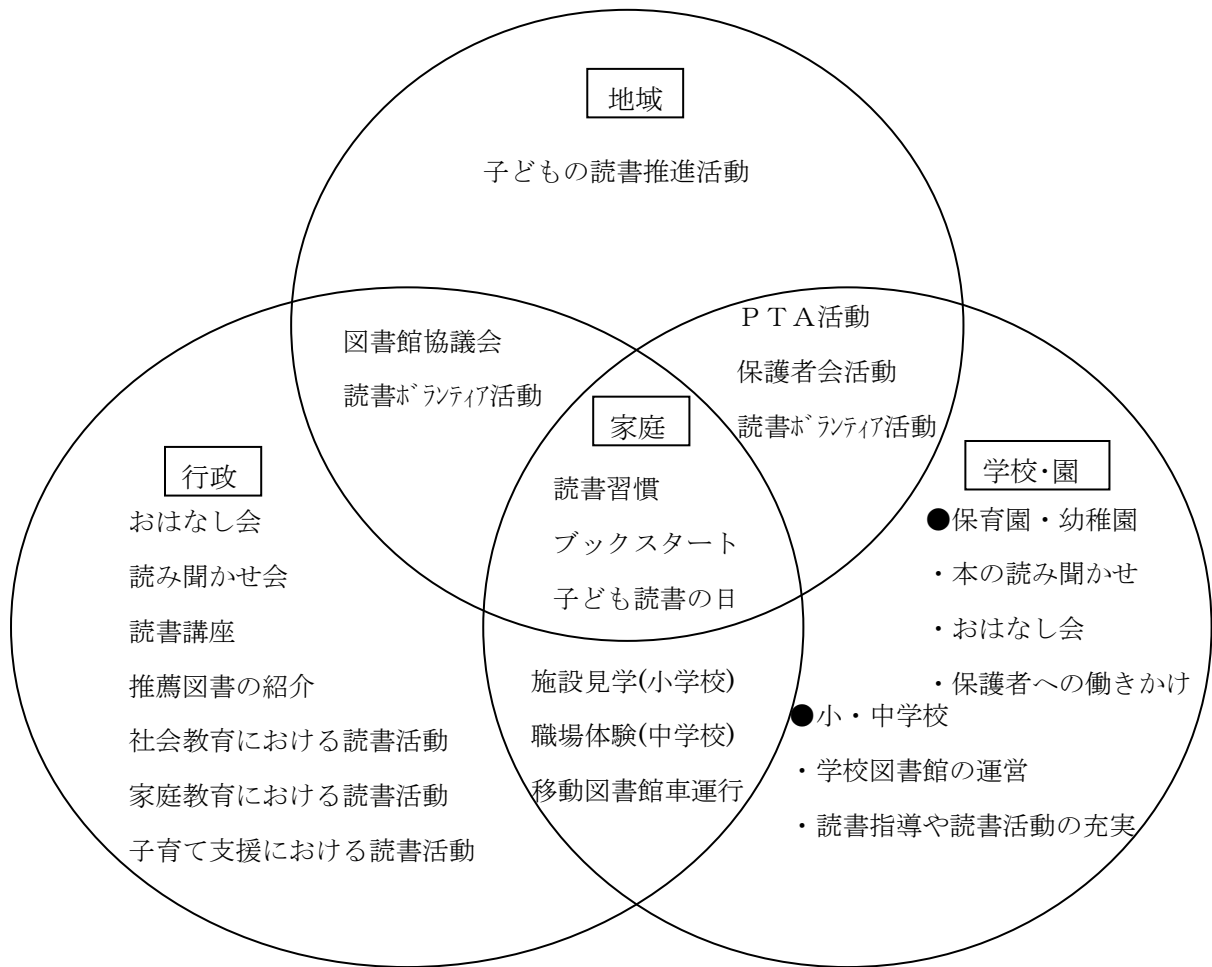 地域
子どもの読書推進活動
図書館協議会
読書ﾎﾞﾗﾝﾃｨｱ活動
ＰＴＡ活動
保護者会活動
読書ﾎﾞﾗﾝﾃｨｱ活動
家庭
読書習慣
ブックスタート
子ども読書の日
行政
おはなし会
読み聞かせ会
読書講座
推薦図書の紹介
社会教育における読書活動
家庭教育における読書活動
子育て支援における読書活動
施設見学(小学校)
職場体験(中学校)
移動図書館車運行
学校･園
●保育園・幼稚園
・本の読み聞かせ
・おはなし会
・保護者への働きかけ
●小・中学校
・学校図書館の運営
・読書指導や読書活動の充実